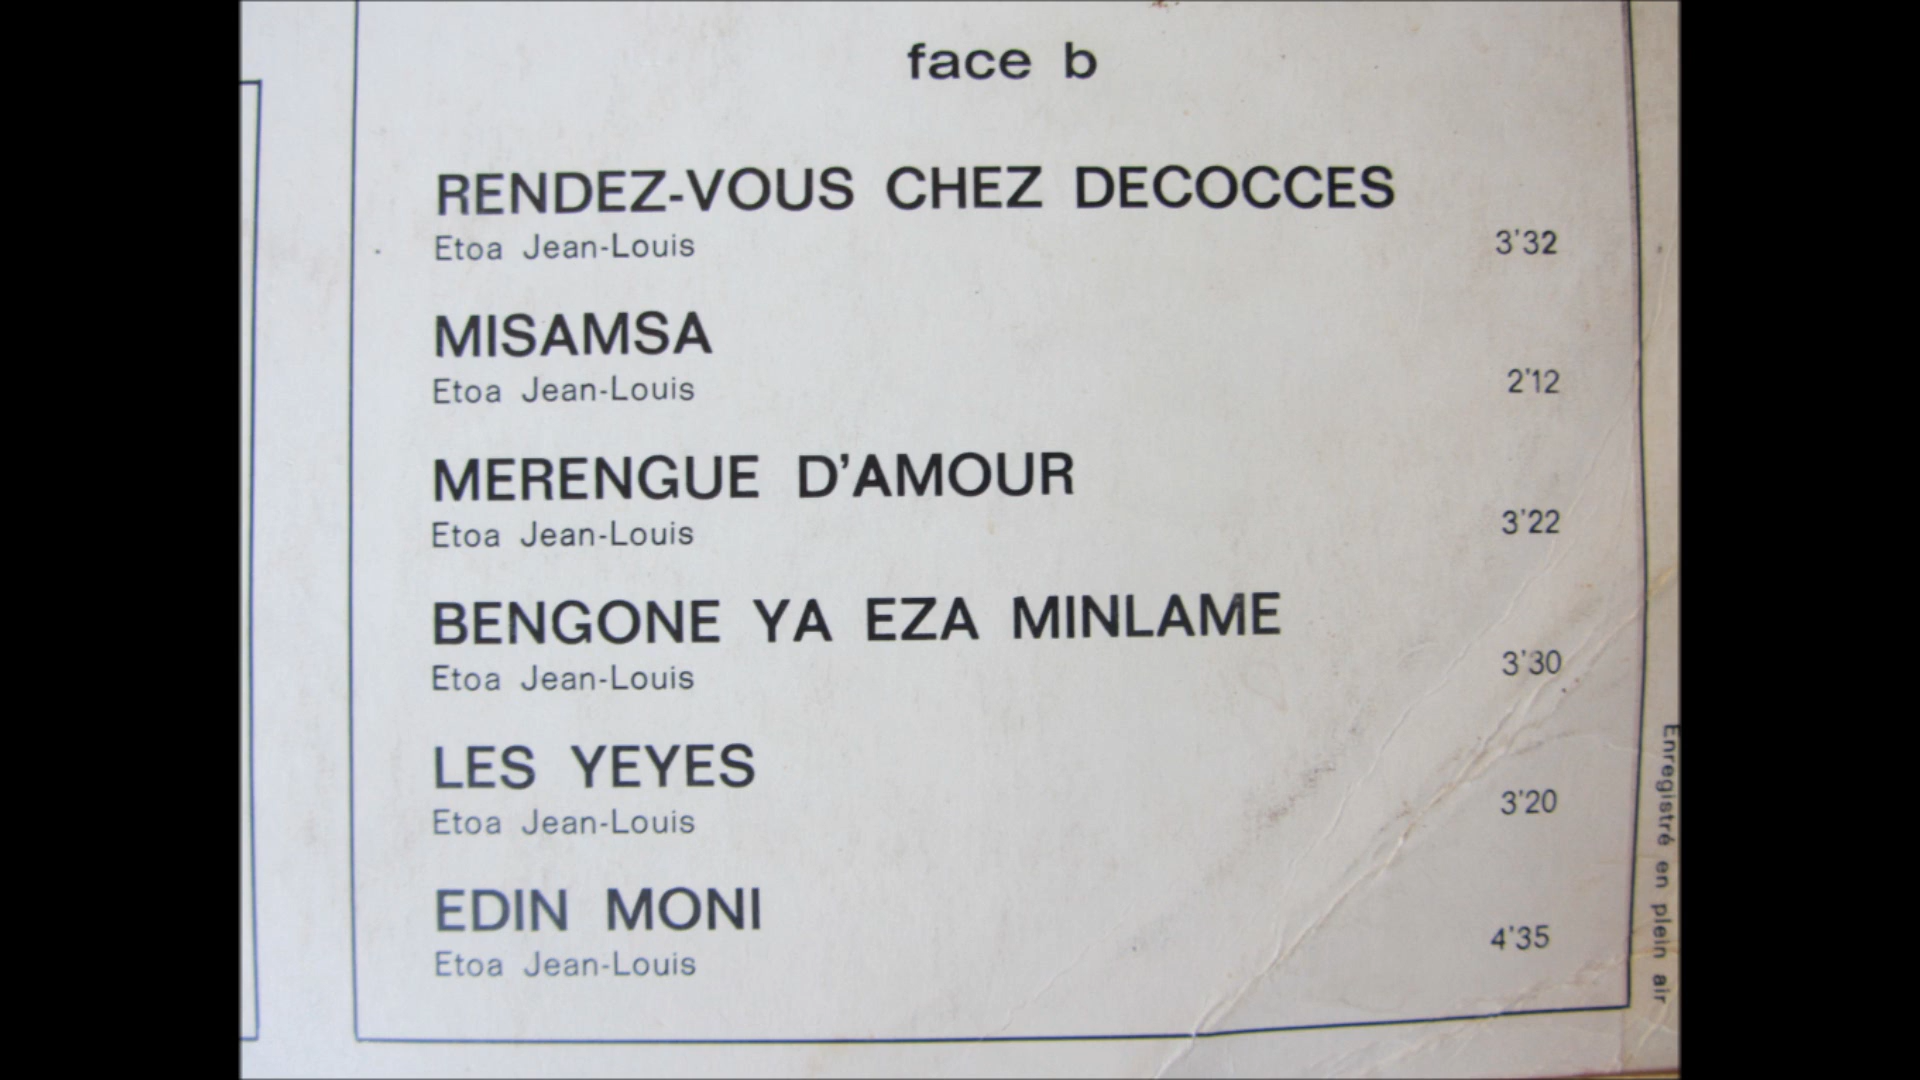 face b
RENDEZ-VOUS CHEZ DECOCCES
Etoa Jean-Louis
3'32
MISAMSA
Etoa Jean-Louis
2'12
MERENGUE D'AMOUR
Etoa Jean-Louis
3'22
BENGONE YA EZA MINLAME
Etoa Jean-Louis
3'30
LES YEYES
Etoa Jean-Louis
3'20
EDIN MONI
Etoa Jean-Louis
4'35
Enregistré en plein air